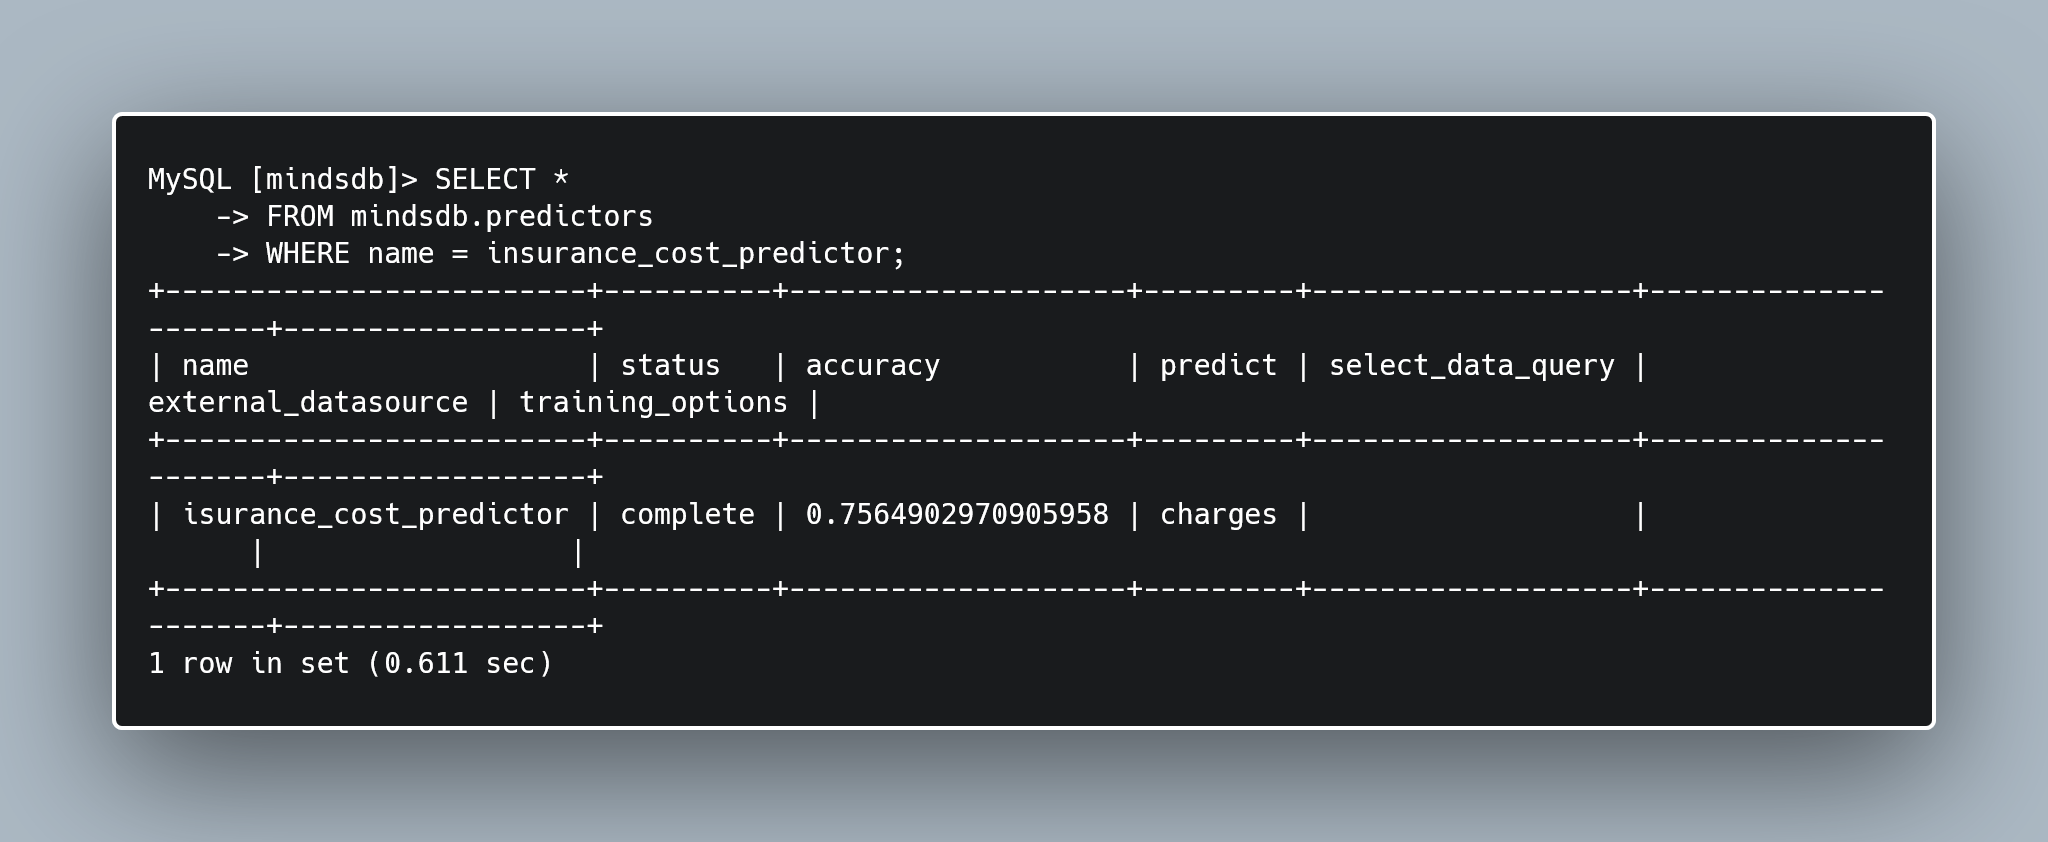 MySQL [mindsdb]> SELECT *
    -> FROM mindsdb.predictors
    -> WHERE name = insurance_cost_predictor;
+-------------------------+----------+--------------------+---------+-------------------+--------------
-------+------------------+
| name                    | status   | accuracy           | predict | select_data_query |
external_datasource | training_options |
+-------------------------+----------+--------------------+---------+-------------------+--------------
-------+------------------+
| isurance_cost_predictor | complete | 0.7564902970905958 | charges |                   |
      |                  |
+-------------------------+----------+--------------------+---------+-------------------+--------------
-------+------------------+
1 row in set (0.611 sec)